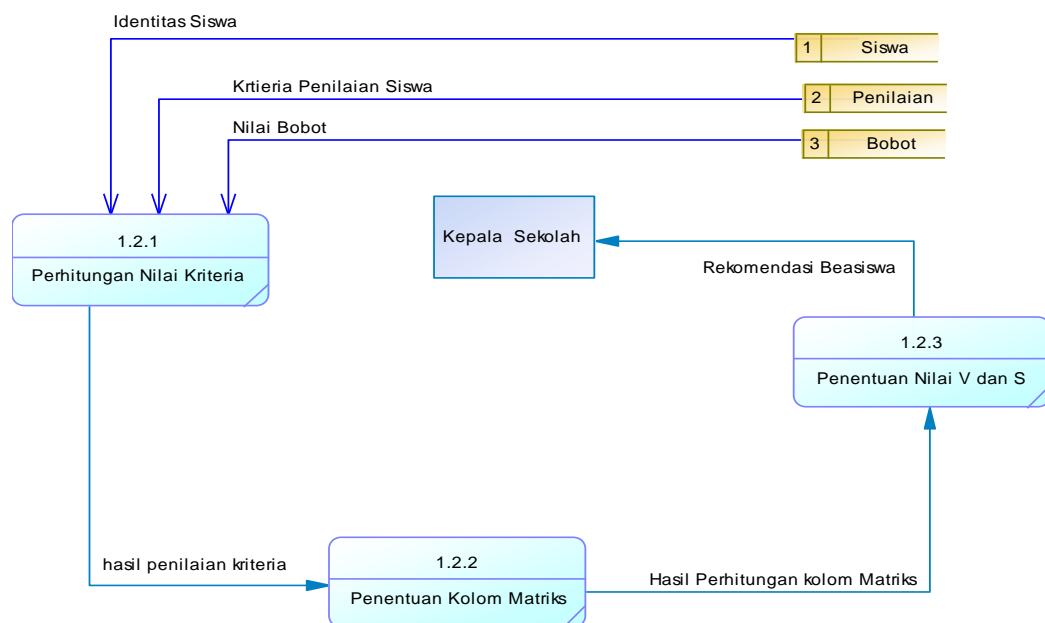 Identitas Siswa
1 Siswa
Krtieria Penilaian Siswa
2 Penilaian
Nilai Bobot
3 Bobot
1.2.1
Perhitungan Nilai Kriteria
Kepala Sekolah
Rekomendasi Beasiswa
1.2.3
Penentuan Nilai V dan S
hasil penilaian kriteria
1.2.2
Penentuan Kolom Matriks
Hasil Perhitungan kolom Matriks